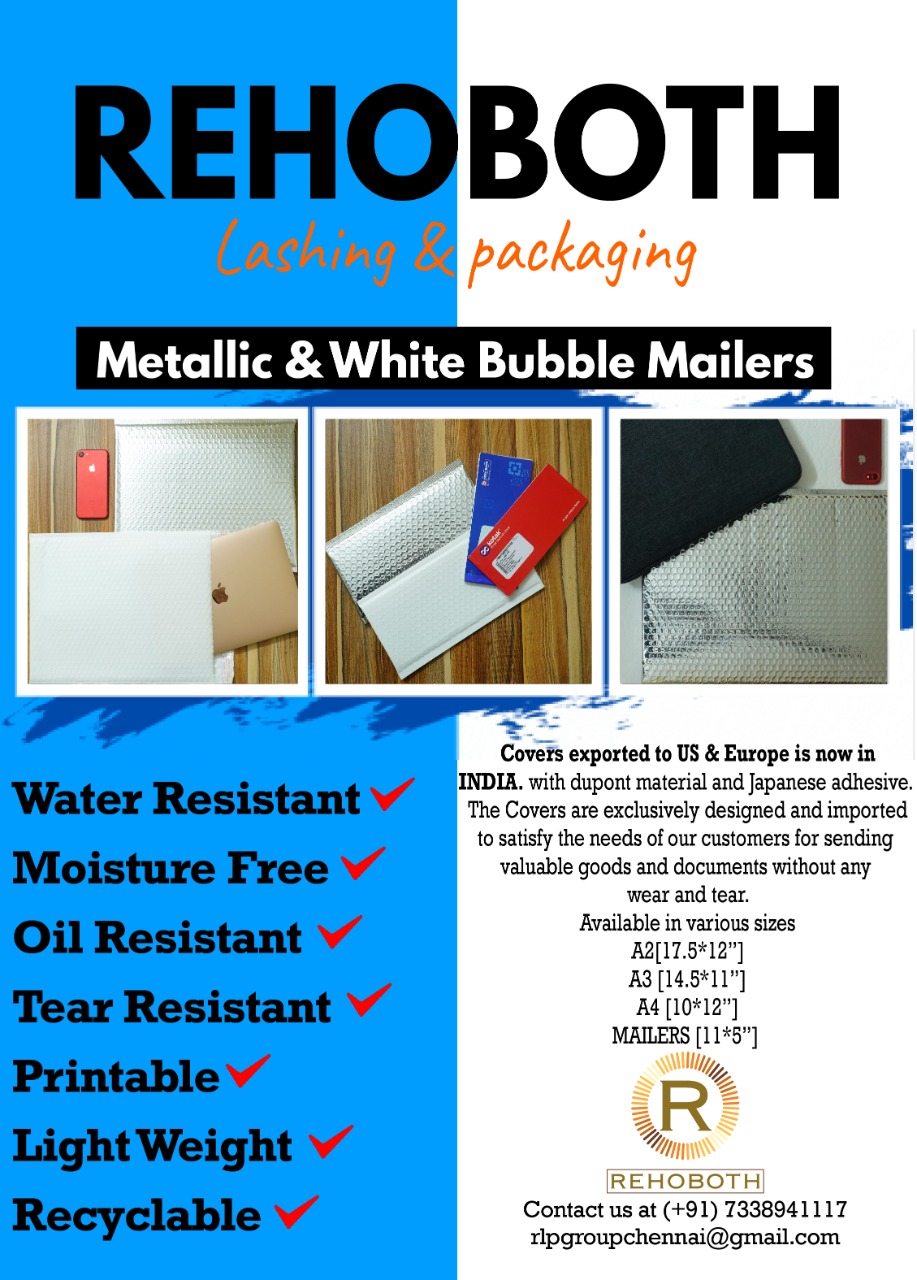 REHOBOTH
Lashing & packaging
Metallic & White Bubble Mailers
kotak
Water Resistant
Moisture Free
Oil Resistant
Tear Resistant
Printable
Light Weight
Recyclable
Covers exported to US & Europe is now in
INDIA. with dupont material and Japanese adhesive.
The Covers are exclusively designed and imported
to satisfy the needs of our customers for sending
valuable goods and documents without any
wear and tear.
Available in various sizes
A2[17.5*12”]
A3 [14.5*11”]
A4 [10*12”]
MAILERS [11*5”]
R
REHOBOTH
Contact us at (+91) 7338941117
rlpgroupchennai@gmail.com